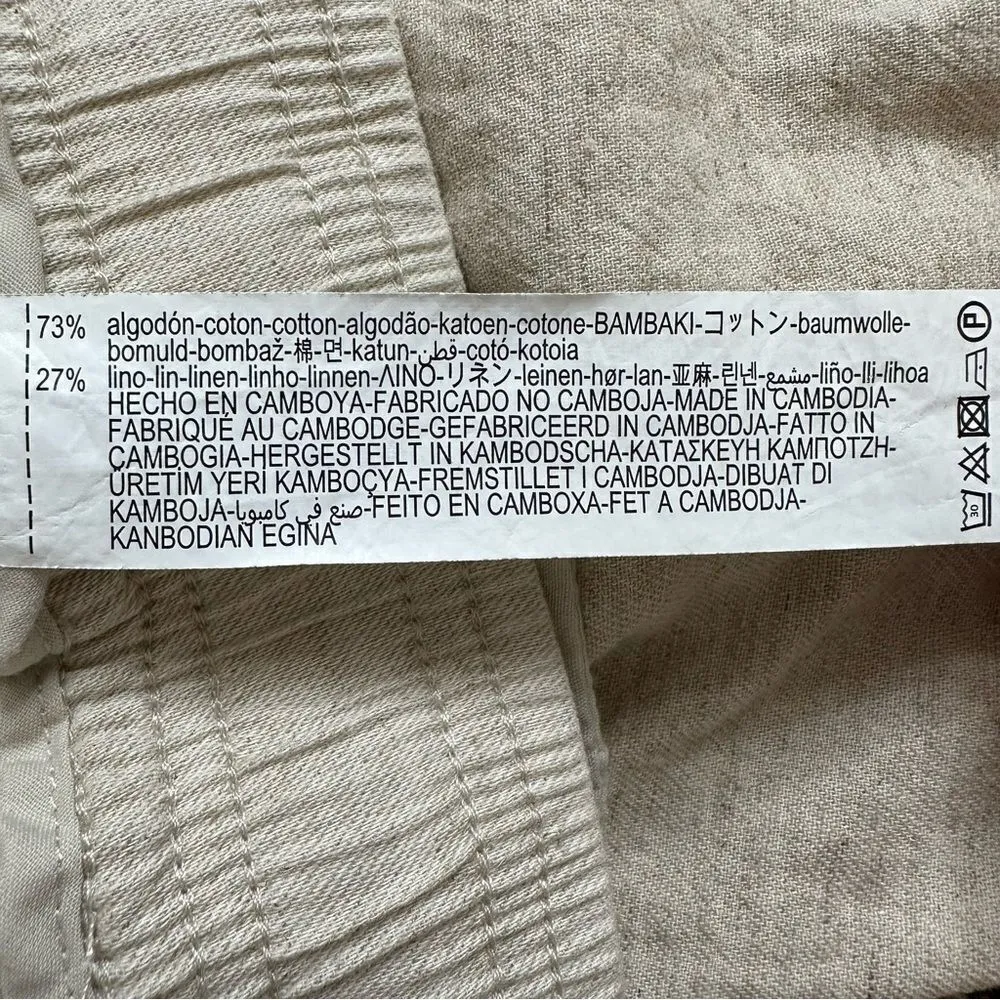 73% algodón-coton-cotton-algodão-katoen-cotone-BAMBAKI-コットン-baumwolle-
bomuld-bombaž-棉-면-katun-قطن-cotó-kotoia
27% lino-lin-linen-linho-linnen-ΛΙΝΟ-リネン-leinen-hør-lan-亚麻-린넨-مشمع-liño-lli-lihoa
HECHO EN CAMBOYA-FABRICADO NO CAMBOJA-MADE IN CAMBODIA-
FABRIQUÉ AU CAMBODGE-GEFABRICEERD IN CAMBODJA-FATTO IN
CAMBOGIA-HERGESTELLT IN KAMBODSCHA-ΚΑΤΑΣΚΕΥΗ ΚΑΜΠΟΤΖΗ-
ÜRETİM YERİ KAMBOÇYA-FREMSTILLET I CAMBODJA-DIBUAT DI
KAMBOJA-صنع في كامبويا-FEITO EN CAMBOXA-FET A CAMBODJA-
KANBODIAN EGINA
P
30